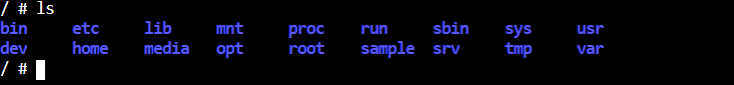 / # ls
bin etc lib mnt proc run sbin sys usr
dev home media opt root sample srv tmp var
/ #